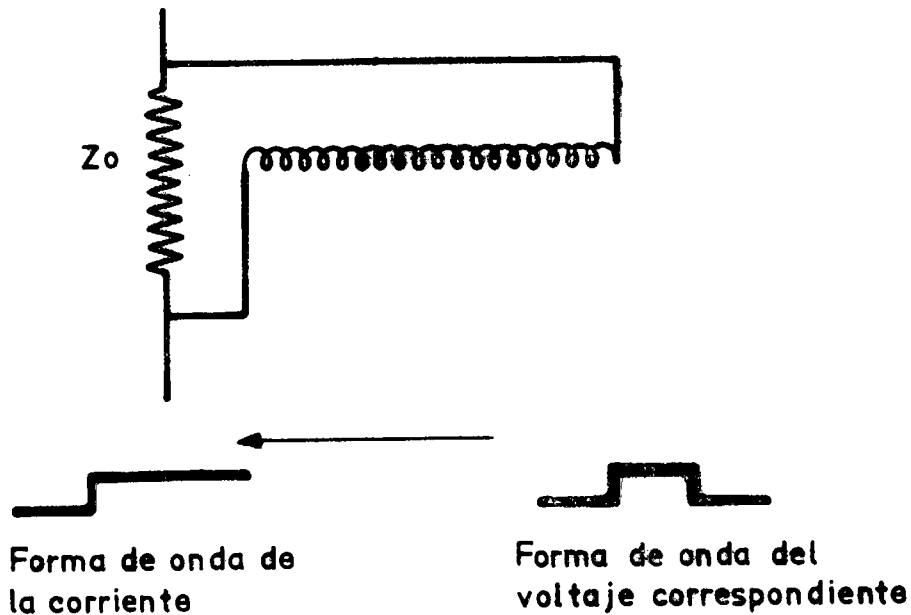 Zo
Forma de onda de
la corriente
Forma de onda del
voltaje correspondiente